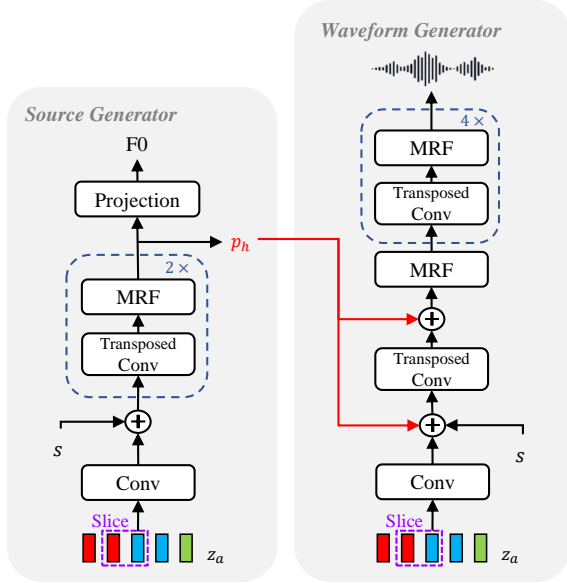 Source Generator
F0
Projection
p_h
2 ×
MRF
Transposed
Conv
+
s
Conv
Slice
z_a
Waveform Generator
4 ×
MRF
Transposed
Conv
MRF
+
Transposed
Conv
+
s
Conv
Slice
z_a